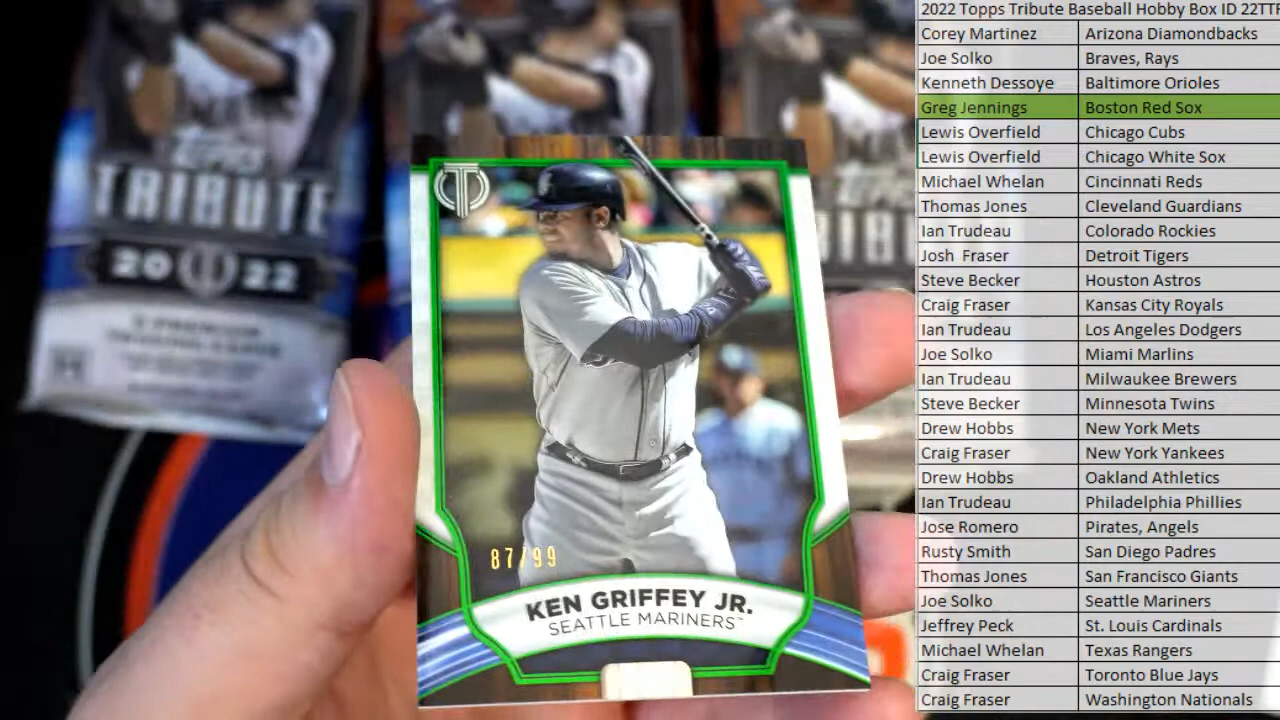 2022 Topps Tribute Baseball Hobby Box ID 22TT
Corey Martinez Arizona Diamondbacks
Joe Solko Braves, Rays
Kenneth Dessoye Baltimore Orioles
Greg Jennings Boston Red Sox
Lewis Overfield Chicago Cubs
Lewis Overfield Chicago White Sox
Michael Whelan Cincinnati Reds
Thomas Jones Cleveland Guardians
Ian Trudeau Colorado Rockies
Josh Fraser Detroit Tigers
Steve Becker Houston Astros
Craig Fraser Kansas City Royals
Ian Trudeau Los Angeles Dodgers
Joe Solko Miami Marlins
Ian Trudeau Milwaukee Brewers
Steve Becker Minnesota Twins
Drew Hobbs New York Mets
Craig Fraser New York Yankees
Drew Hobbs Oakland Athletics
Ian Trudeau Philadelphia Phillies
Jose Romero Pirates, Angels
Rusty Smith San Diego Padres
Thomas Jones San Francisco Giants
Joe Solko Seattle Mariners
Jeffrey Peck St. Louis Cardinals
Michael Whelan Texas Rangers
Craig Fraser Toronto Blue Jays
Craig Fraser Washington Nationals
topps
TRIBUTE
2022
87/99
KEN GRIFFEY JR.
SEATTLE MARINERS™